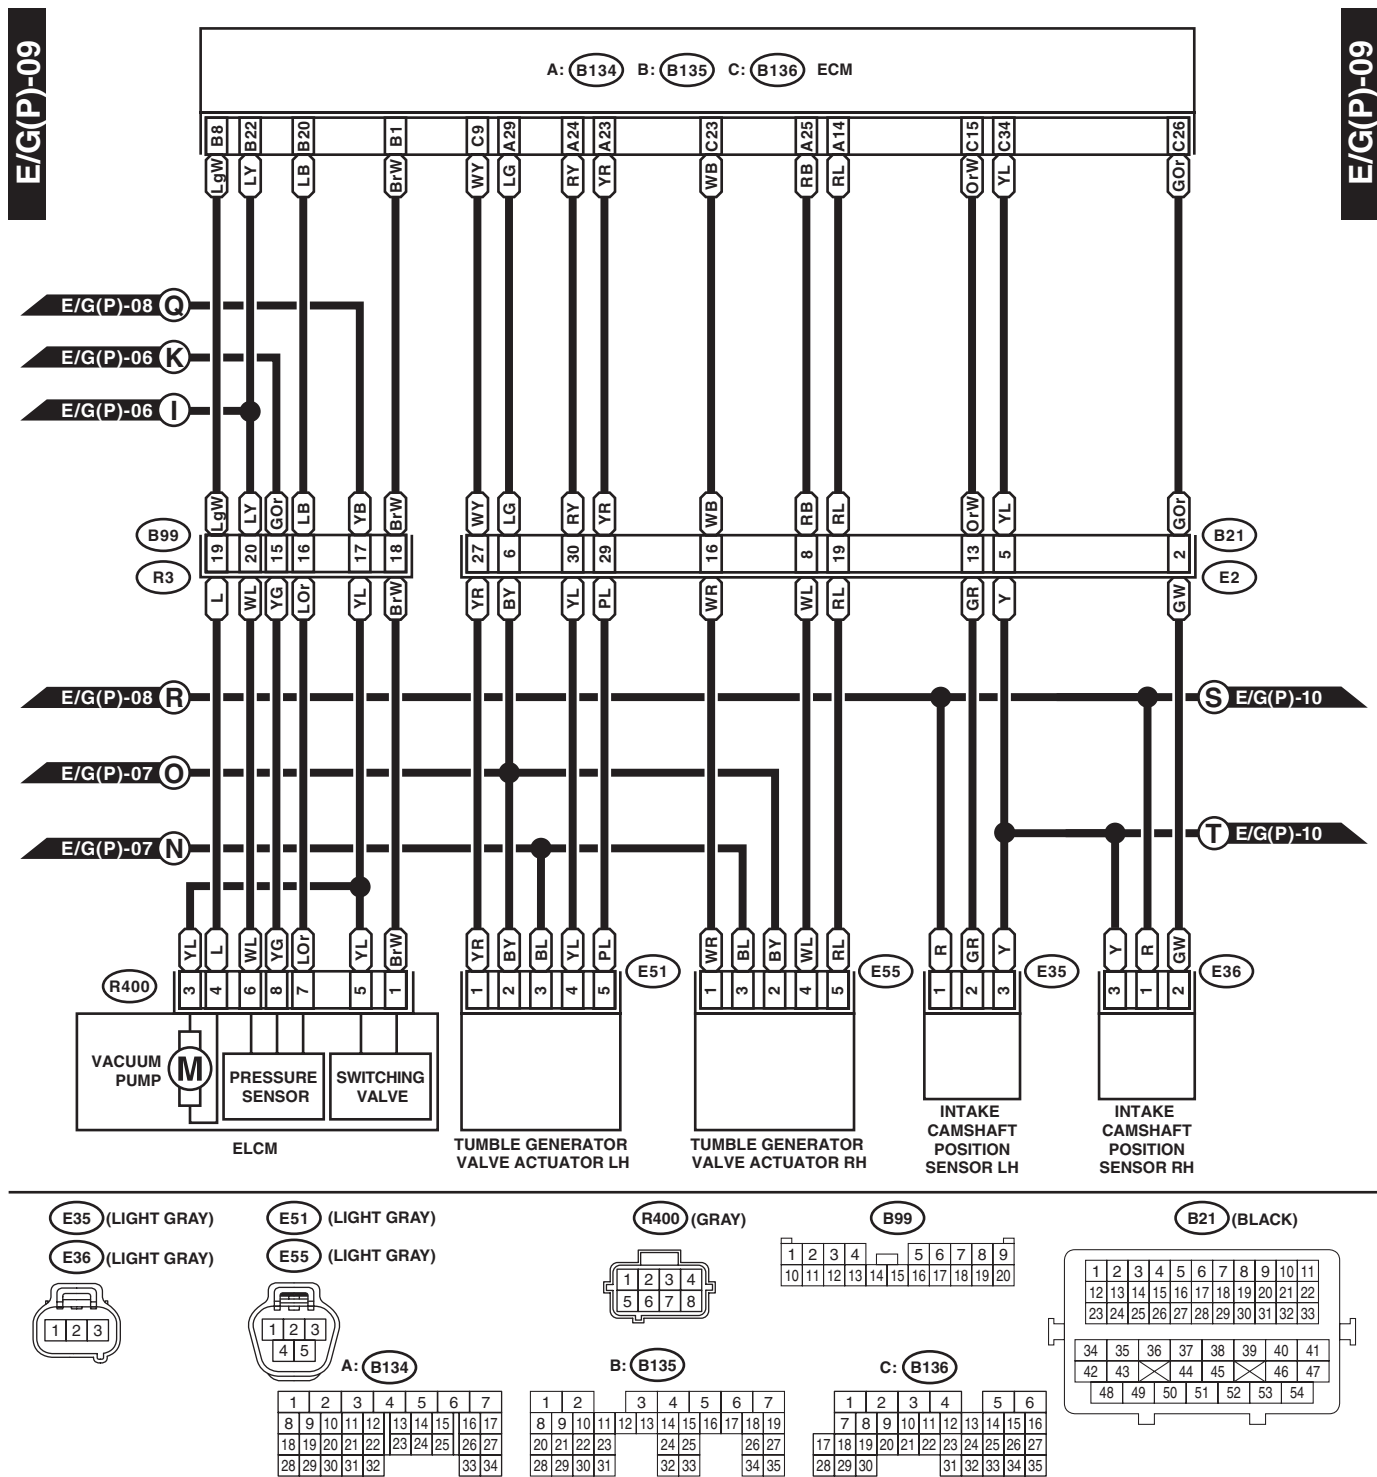 E/G(P)-09
E/G(P)-09
A: B134 B: B135 C: B136 ECM
B8 B22 B20 B1 C9 A29 A24 A23 C23 A25 A14 C15 C34 C26
LgW LY LB BrW WY LG RY YR WB RB RL OrW YL GOr
E/G(P)-08 Q
E/G(P)-06 K
E/G(P)-06 I
LgW LY GOr LB YB BrW WY LG RY YR WB RB RL OrW YL GOr
B99 19 20 15 16 17 18 27 6 30 29 16 8 19 13 5 2 B21
R3 E2
L WL YG LOr YL BrW YR BY YL PL WR WL RL GR Y GW
E/G(P)-08 R S E/G(P)-10
E/G(P)-07 O
E/G(P)-07 N T E/G(P)-10
YL L WL YG LOr YL BrW YR BY BL YL PL WR BL BY WL RL R GR Y Y R GW
R400 3 4 6 8 7 5 1 1 2 3 4 5 E51 1 3 2 4 5 E55 1 2 3 E35 3 1 2 E36
VACUUM
PUMP
M
PRESSURE
SENSOR
SWITCHING
VALVE
ELCM
TUMBLE GENERATOR
VALVE ACTUATOR LH
TUMBLE GENERATOR
VALVE ACTUATOR RH
INTAKE
CAMSHAFT
POSITION
SENSOR LH
INTAKE
CAMSHAFT
POSITION
SENSOR RH
E35 (LIGHT GRAY)
E36 (LIGHT GRAY)
1 2 3
E51 (LIGHT GRAY)
E55 (LIGHT GRAY)
1 2 3
4 5
R400 (GRAY)
1 2 3 4
5 6 7 8
B99
1 2 3 4 5 6 7 8 9
10 11 12 13 14 15 16 17 18 19 20
B21 (BLACK)
1 2 3 4 5 6 7 8 9 10 11
12 13 14 15 16 17 18 19 20 21 22
23 24 25 26 27 28 29 30 31 32 33
34 35 36 37 38 39 40 41
42 43 44 45 46 47
48 49 50 51 52 53 54
A: B134
1 2 3 4 5 6 7
8 9 10 11 12 13 14 15 16 17
18 19 20 21 22 23 24 25 26 27
28 29 30 31 32 33 34
B: B135
1 2 3 4 5 6 7
8 9 10 11 12 13 14 15 16 17 18 19
20 21 22 23 24 25 26 27
28 29 30 31 32 33 34 35
C: B136
1 2 3 4 5 6
7 8 9 10 11 12 13 14 15 16
17 18 19 20 21 22 23 24 25 26 27
28 29 30 31 32 33 34 35